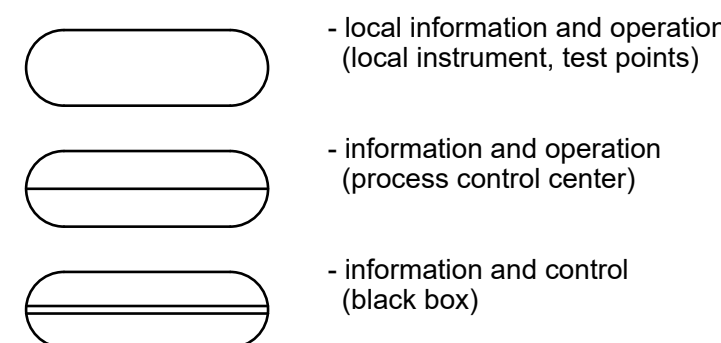 - local information and operation
(local instrument, test points)
- information and operation
(process control center)
- information and control
(black box)